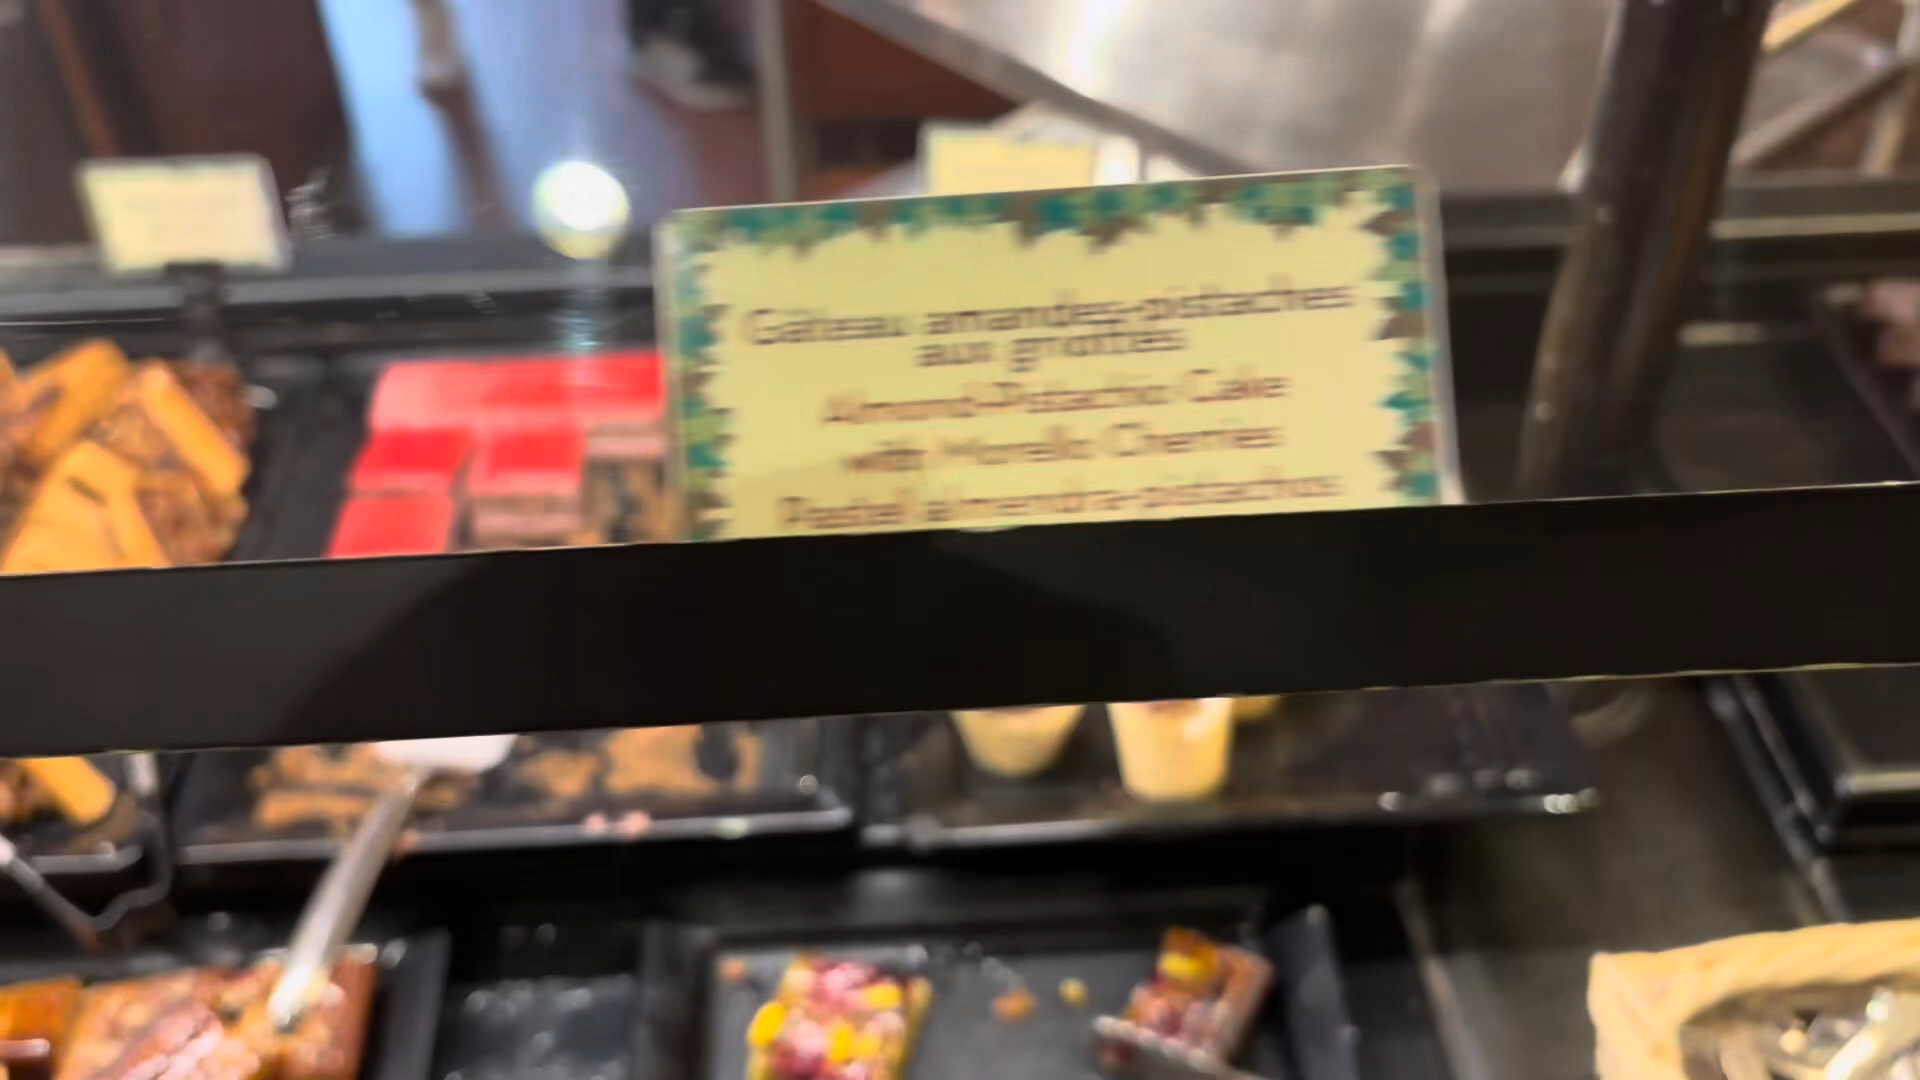 Gâteau amandes-pistaches
aux griottes
Almond-Pistachio Cake
with Morello Cherries
Pastel almendra-pistachos